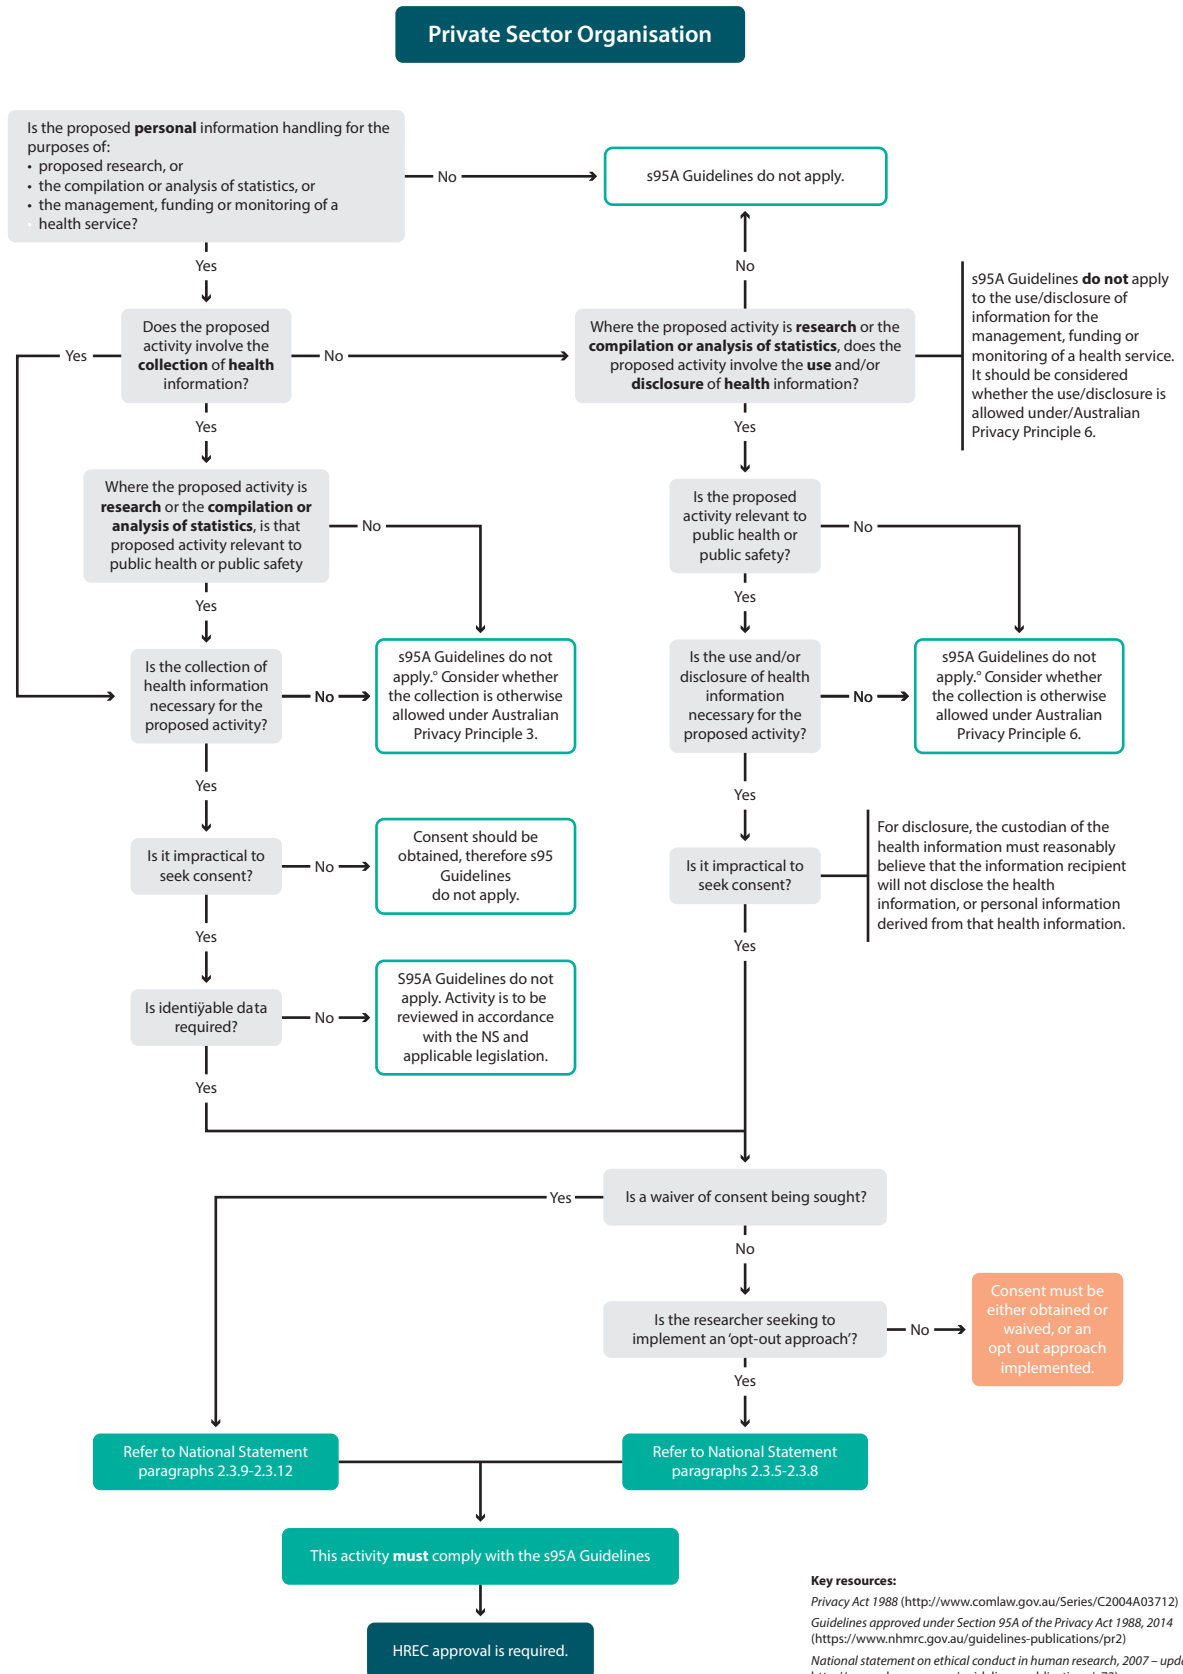 Private Sector Organisation
Is the proposed personal information handling for the
purposes of:
• proposed research, or
• the compilation or analysis of statistics, or
• the management, funding or monitoring of a
• health service?
No
s95A Guidelines do not apply.
Yes
No
Does the proposed
activity involve the
collection of health
information?
Yes
No
Where the proposed activity is research or the
compilation or analysis of statistics, does the
proposed activity involve the use and/or
disclosure of health information?
s95A Guidelines do not apply
to the use/disclosure of
information for the
management, funding or
monitoring of a health service.
It should be considered
whether the use/disclosure is
allowed under/Australian
Privacy Principle 6.
Yes
Yes
Where the proposed activity is
research or the compilation or
analysis of statistics, is that
proposed activity relevant to
public health or public safety
No
Is the proposed
activity relevant to
public health or
public safety?
No
Yes
Yes
Is the collection of
health information
necessary for the
proposed activity?
No
s95A Guidelines do not
apply.° Consider whether
the collection is otherwise
allowed under Australian
Privacy Principle 3.
Is the use and/or
disclosure of health
information
necessary for the
proposed activity?
No
s95A Guidelines do not
apply.° Consider whether
the collection is otherwise
allowed under Australian
Privacy Principle 6.
Yes
Yes
Is it impractical to
seek consent?
No
Consent should be
obtained, therefore s95
Guidelines
do not apply.
Is it impractical to
seek consent?
For disclosure, the custodian of the
health information must reasonably
believe that the information recipient
will not disclose the health
information, or personal information
derived from that health information.
Yes
Yes
Is identiÿable data
required?
No
S95A Guidelines do not
apply. Activity is to be
reviewed in accordance
with the NS and
applicable legislation.
Yes
Is a waiver of consent being sought?
Yes
No
Is the researcher seeking to
implement an ‘opt-out approach’?
No
Consent must be
either obtained or
waived, or an
opt out approach
implemented.
Yes
Refer to National Statement
paragraphs 2.3.9-2.3.12
Refer to National Statement
paragraphs 2.3.5-2.3.8
This activity must comply with the s95A Guidelines
HREC approval is required.
Key resources:
Privacy Act 1988 (http://www.comlaw.gov.au/Series/C2004A03712)
Guidelines approved under Section 95A of the Privacy Act 1988, 2014
(https://www.nhmrc.gov.au/guidelines-publications/pr2)
National statement on ethical conduct in human research, 2007 – upda